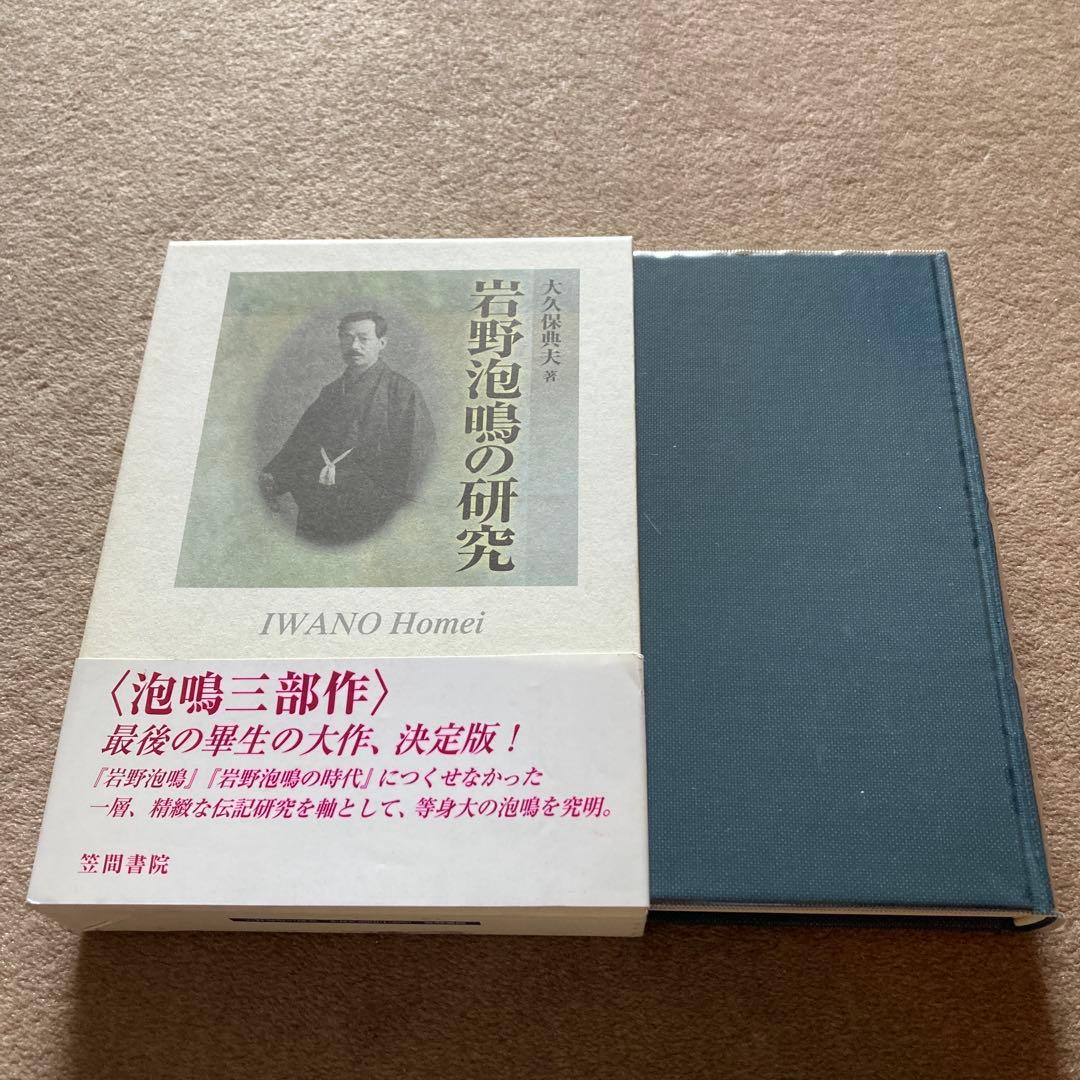 大久保典夫 著
岩野泡鳴の研究
IWANO Homei
〈泡鳴三部作〉
最後の畢生の大作、決定版！
『岩野泡鳴』『岩野泡鳴の時代』につくせなかった
一層、精緻な伝記研究を軸として、等身大の泡鳴を究明。
笠間書院